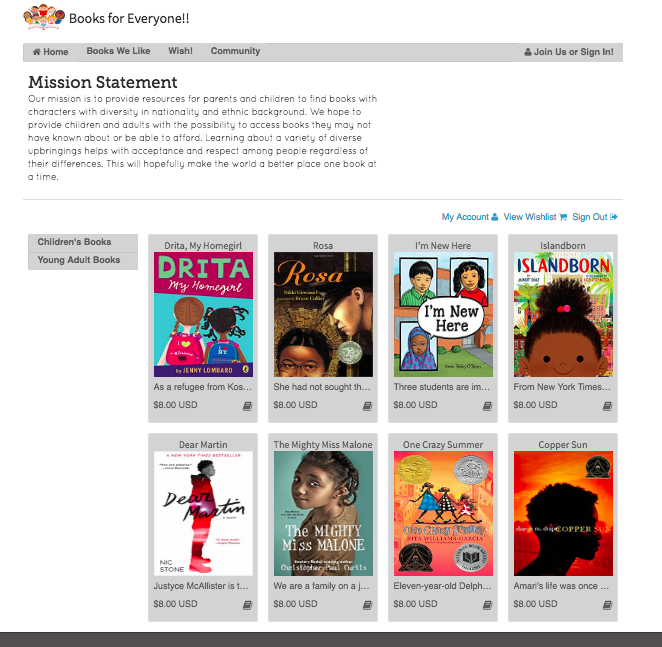 Books for Everyone!!
Home
Books We Like
Wish!
Community
Join Us or Sign In!
Mission Statement
Our mission is to provide resources for parents and children to find books with
characters with diversity in nationality and ethnic background. We hope to
provide children and adults with the possibility to access books they may not
have known about or be able to afford. Learning about a variety of diverse
upbringings helps with acceptance and respect among people regardless of
their differences. This will hopefully make the world a better place one book at
a time.
My Account
View Wishlist
Sign Out
Children's Books
Young Adult Books
Drita, My Homegirl
DRITA
My Homegirl
by JENNY LOMBARD
As a refugee from Kos...
$8.00 USD
Rosa
Rosa
Nikki Giovanni
Bryan Collier
She had not sought th...
$8.00 USD
I'm New Here
I'm New
Here
Anne Sibley O'Brien
Three students are im...
$8.00 USD
Islandborn
ISLANDBORN
JUNOT DÍAZ
From New York Times...
$8.00 USD
Dear Martin
A NEW YORK TIMES BESTSELLER
Dear
Martin
NIC
STONE
Justyce McAllister is t...
$8.00 USD
The Mighty Miss Malone
The MIGHTY
Miss MALONE
Christopher Paul Curtis
We are a family on a j...
$8.00 USD
One Crazy Summer
One Crazy Summer
RITA WILLIAMS-GARCIA
Eleven-year-old Delph...
$8.00 USD
Copper Sun
sharon m. draper
COPPER SUN
Amari's life was once ...
$8.00 USD